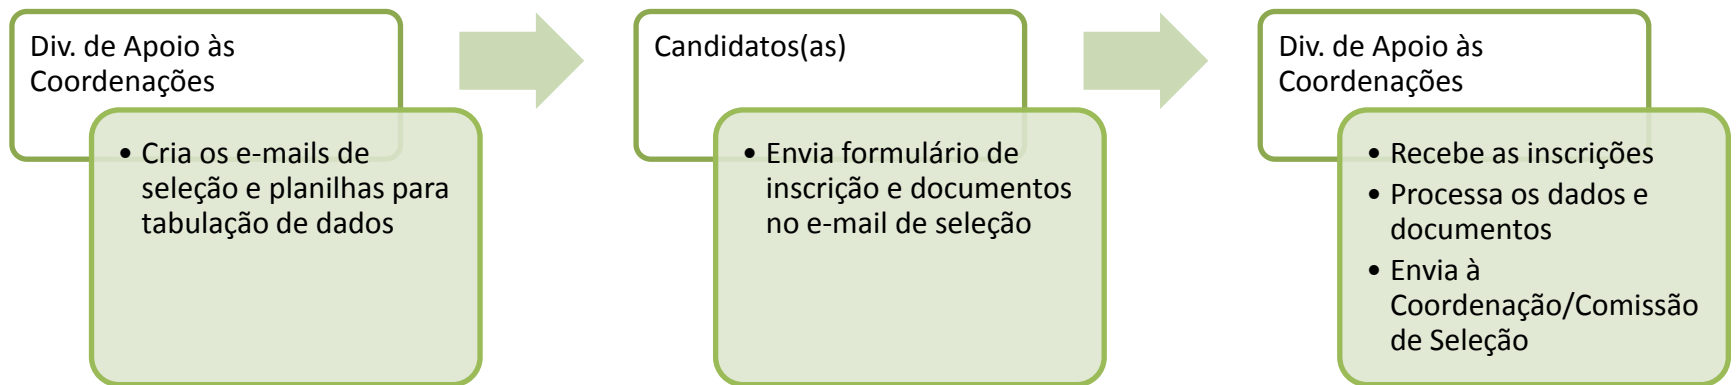 Div. de Apoio às
Coordenações
• Cria os e-mails de
seleção e planilhas para
tabulação de dados
Candidatos(as)
• Envia formulário de
inscrição e documentos
no e-mail de seleção
Div. de Apoio às
Coordenações
• Recebe as inscrições
• Processa os dados e
documentos
• Envia à
Coordenação/Comissão
de Seleção